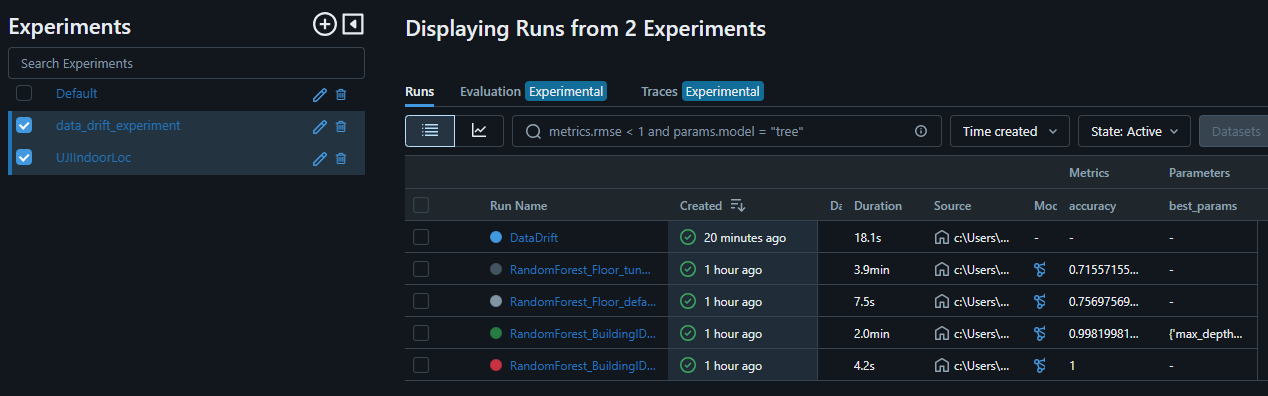 Experiments
Search Experiments
Default
data_drift_experiment
UJIIndoorLoc
Displaying Runs from 2 Experiments
Runs Evaluation Experimental Traces Experimental
metrics.rmse < 1 and params.model = "tree" Time created State: Active Datasets
Metrics Parameters
Run Name Created Da Duration Source Moc accuracy best_params
DataDrift 20 minutes ago 18.1s c:\Users\... - - -
RandomForest_Floor_tun... 1 hour ago 3.9min c:\Users\... 0.71557155... -
RandomForest_Floor_defa... 1 hour ago 7.5s c:\Users\... 0.75697569... -
RandomForest_BuildingID... 1 hour ago 2.0min c:\Users\... 0.99819981... {'max_depth...
RandomForest_BuildingID... 1 hour ago 4.2s c:\Users\... 1 -